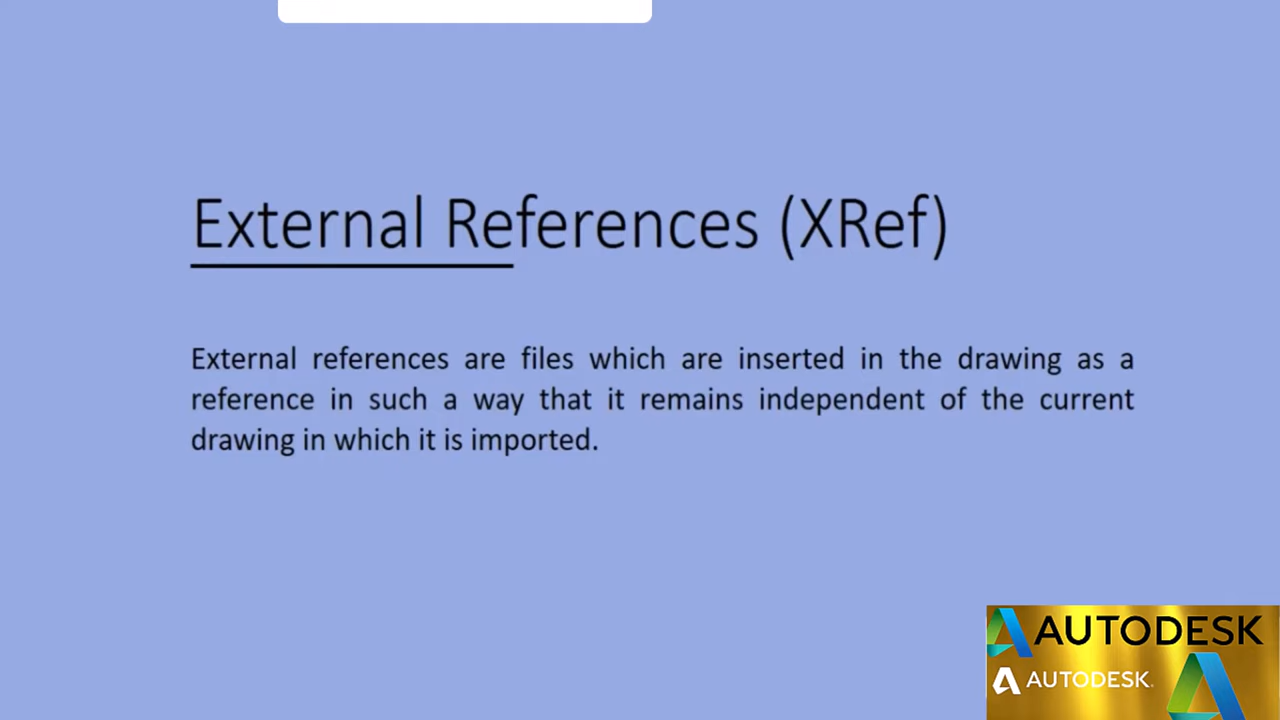 External References (XRef)
External references are files which are inserted in the drawing as a
reference in such a way that it remains independent of the current
drawing in which it is imported.
AUTODESK
AUTODESK.